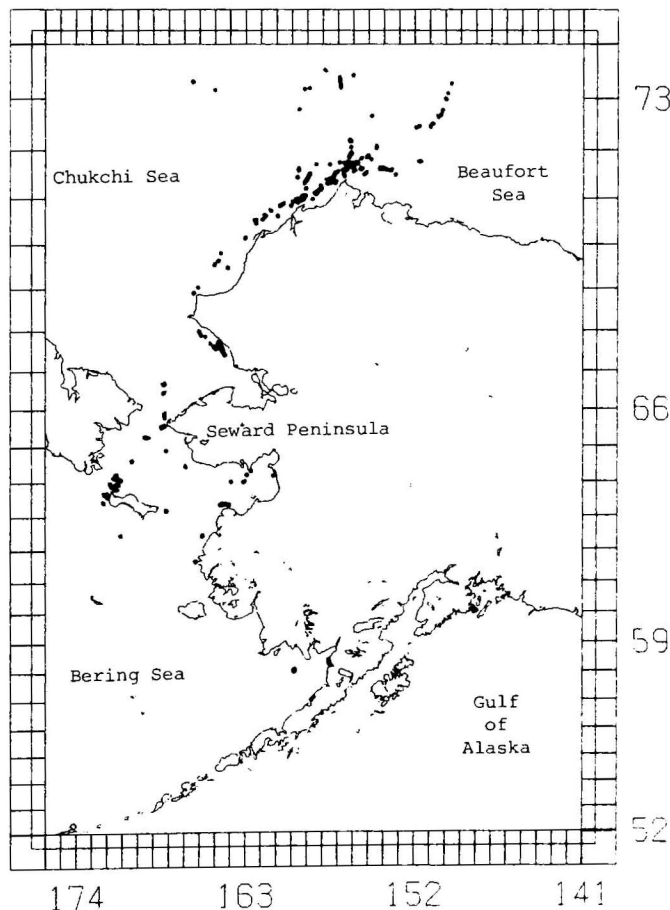 73
Chukchi Sea
Beaufort
Sea
66
Seward Peninsula
59
Bering Sea
Gulf
of
Alaska
52
174 163 152 141